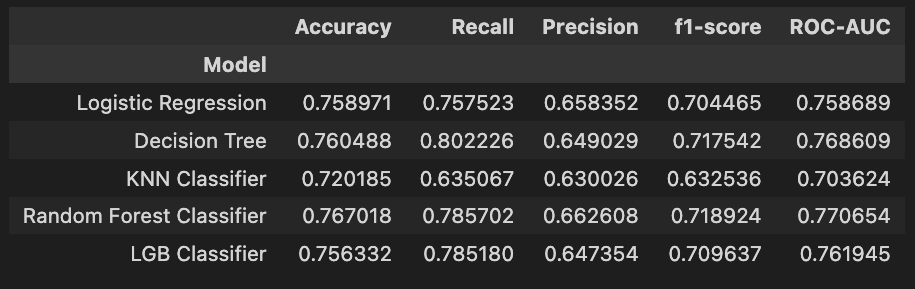 Accuracy Recall Precision f1-score ROC-AUC
Model
Logistic Regression 0.758971 0.757523 0.658352 0.704465 0.758689
Decision Tree 0.760488 0.802226 0.649029 0.717542 0.768609
KNN Classifier 0.720185 0.635067 0.630026 0.632536 0.703624
Random Forest Classifier 0.767018 0.785702 0.662608 0.718924 0.770654
LGB Classifier 0.756332 0.785180 0.647354 0.709637 0.761945